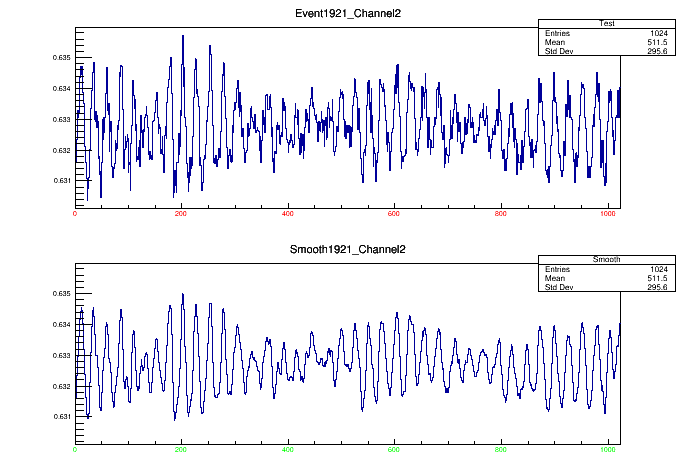 Event1921_Channel2
Test
Entries 1024
Mean 511.5
Std Dev 295.6
0.635
0.634
0.633
0.632
0.631
0 200 400 600 800 1000
Smooth1921_Channel2
Smooth
Entries 1024
Mean 511.5
Std Dev 295.6
0.635
0.634
0.633
0.632
0.631
0 200 400 600 800 1000